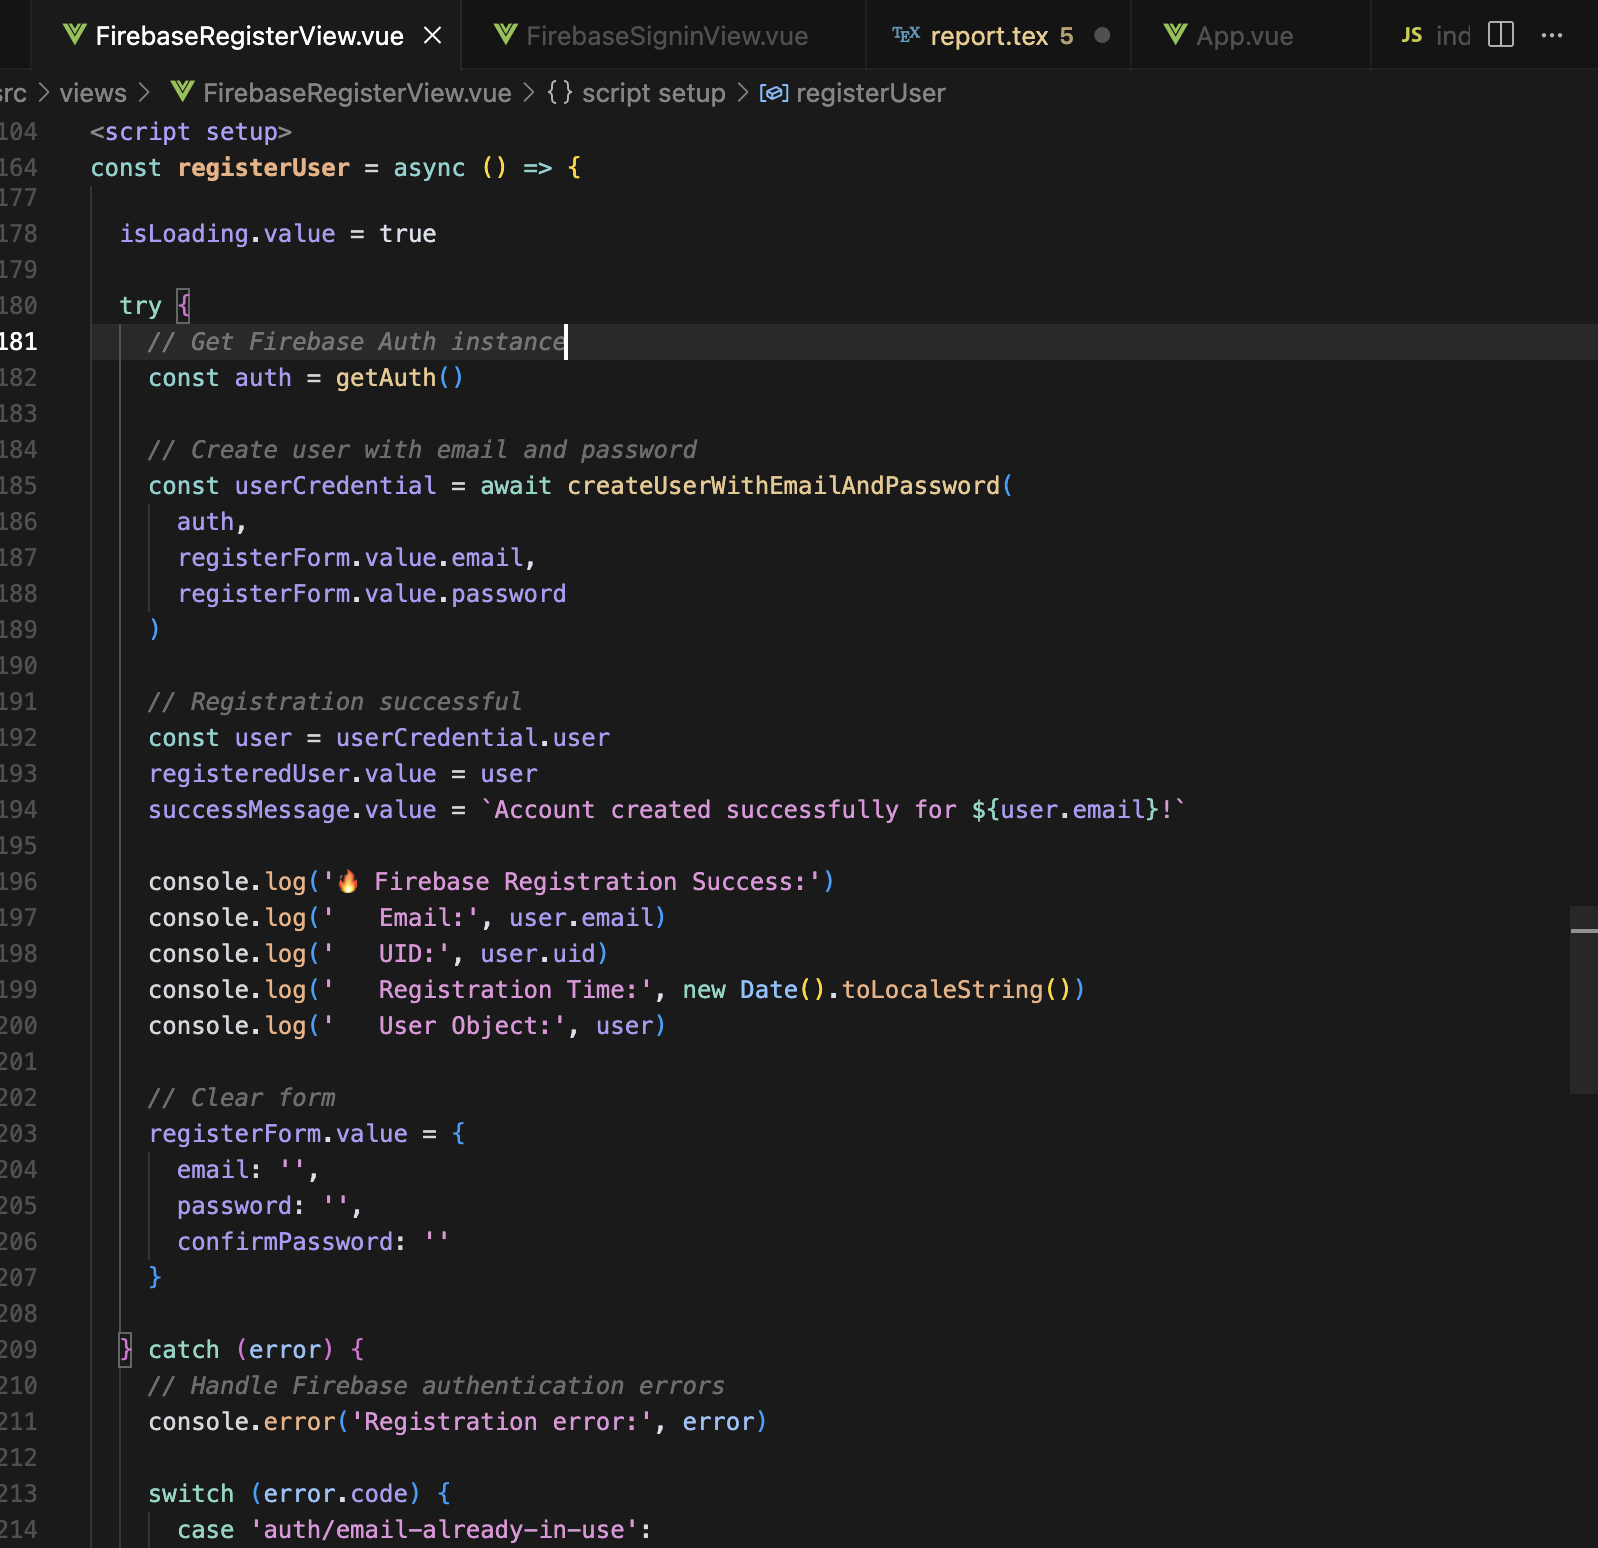 FirebaseRegisterView.vue FirebaseSigninView.vue TEX report.tex 5 App.vue JS ind
src > views > FirebaseRegisterView.vue > {} script setup > registerUser
104 <script setup>
164 const registerUser = async () => {
177
178 isLoading.value = true
179
180 try {
181 // Get Firebase Auth instance
182 const auth = getAuth()
183
184 // Create user with email and password
185 const userCredential = await createUserWithEmailAndPassword(
186 auth,
187 registerForm.value.email,
188 registerForm.value.password
189 )
190
191 // Registration successful
192 const user = userCredential.user
193 registeredUser.value = user
194 successMessage.value = `Account created successfully for ${user.email}!`
195
196 console.log('🔥 Firebase Registration Success:')
197 console.log('   Email:', user.email)
198 console.log('   UID:', user.uid)
199 console.log('   Registration Time:', new Date().toLocaleString())
200 console.log('   User Object:', user)
201
202 // Clear form
203 registerForm.value = {
204 email: '',
205 password: '',
206 confirmPassword: ''
207 }
208
209 } catch (error) {
210 // Handle Firebase authentication errors
211 console.error('Registration error:', error)
212
213 switch (error.code) {
214 case 'auth/email-already-in-use':